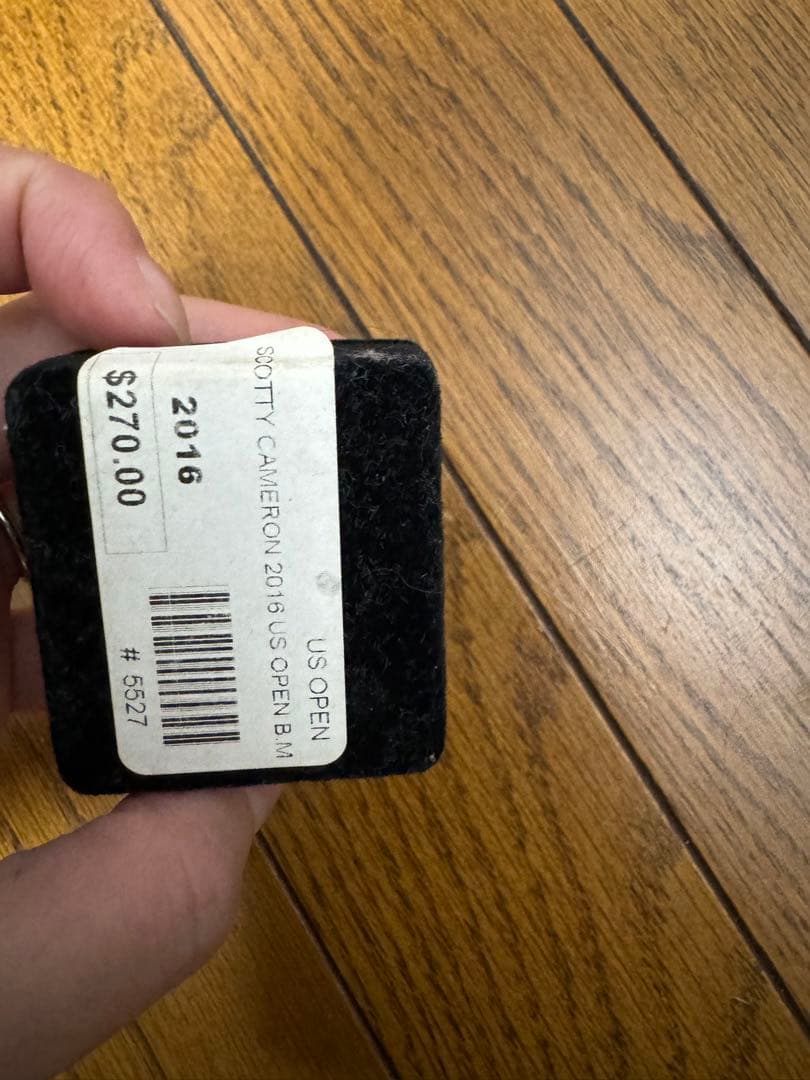 US OPEN
SCOTTY CAMERON 2016 US OPEN B.M
2016
$270.00
# 5527